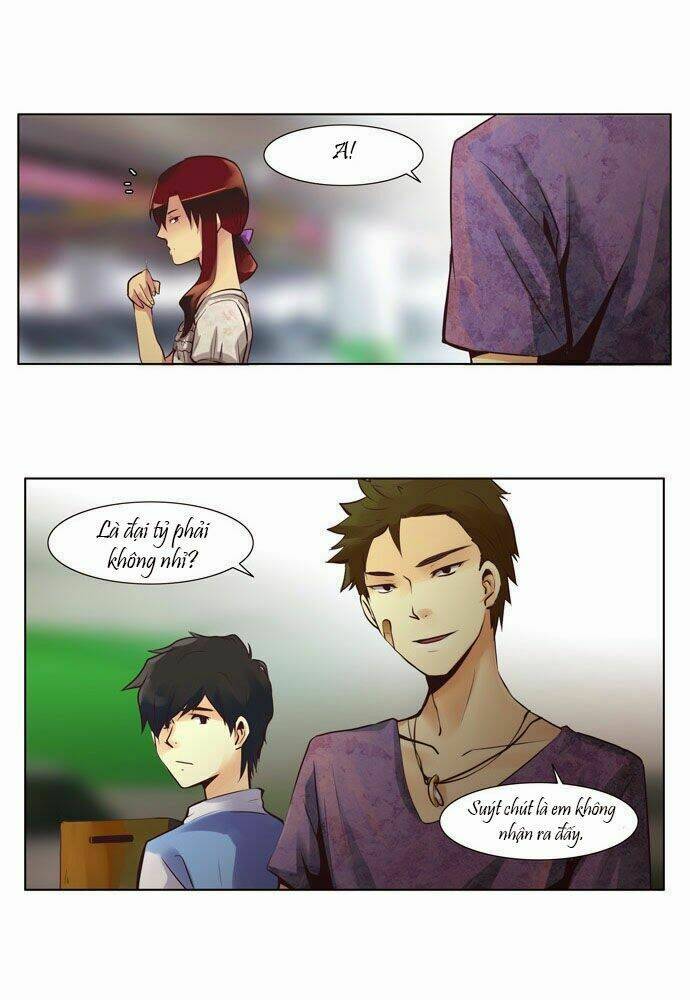 A!
Là đại tỷ phải
không nhỉ?
Suýt chút là em không
nhận ra đấy.